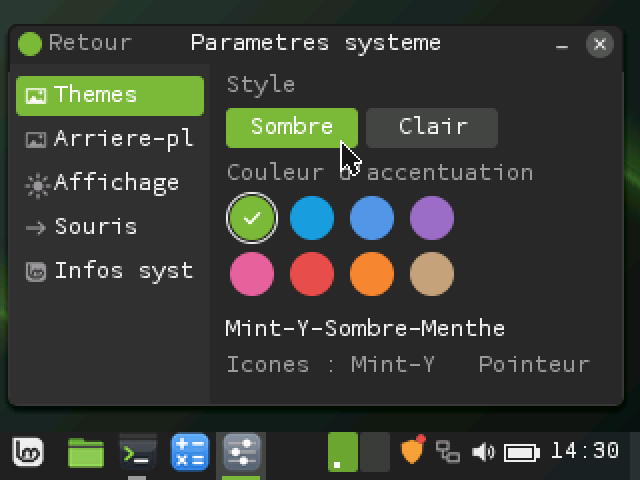 Retour
Parametres systeme
Themes
Arriere-pl
Affichage
Souris
Infos syst
Style
Sombre
Clair
Couleur d'accentuation
Mint-Y-Sombre-Menthe
Icones : Mint-Y Pointeur
14:30